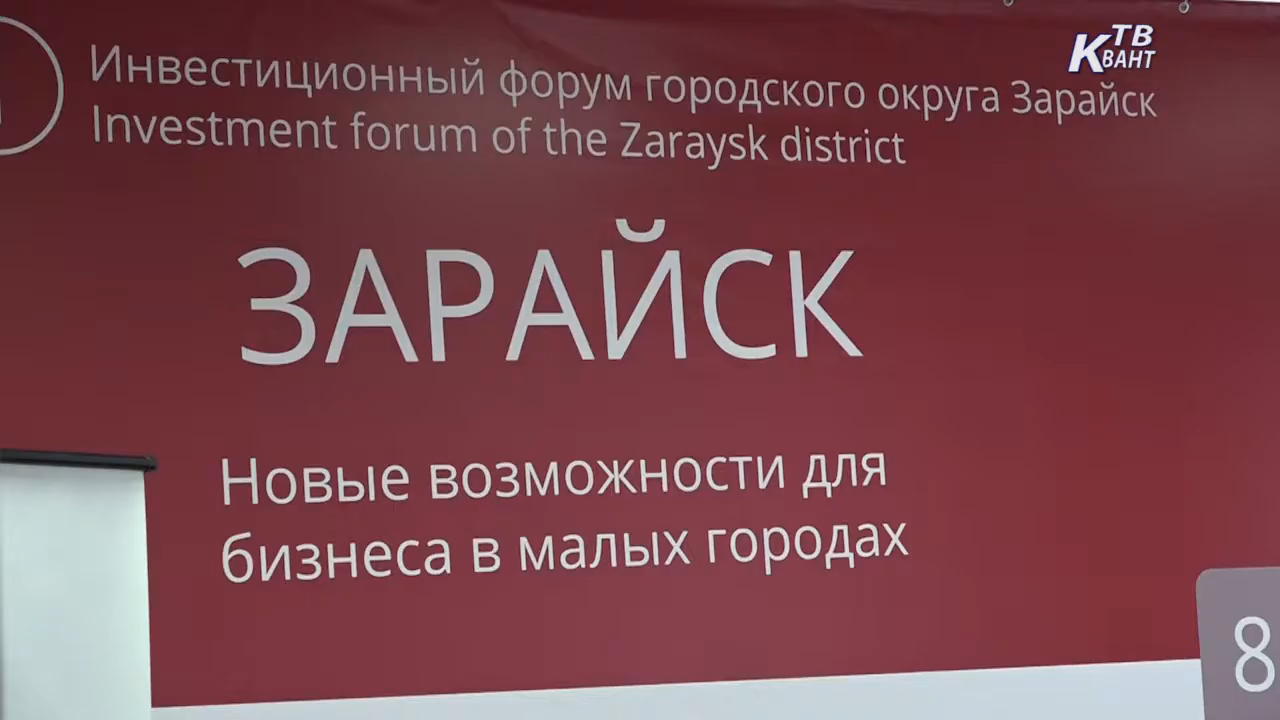 ТВ
КВАНТ
Инвестиционный форум городского округа Зарайск
Investment forum of the Zaraysk district
ЗАРАЙСК
Новые возможности для
бизнеса в малых городах
8